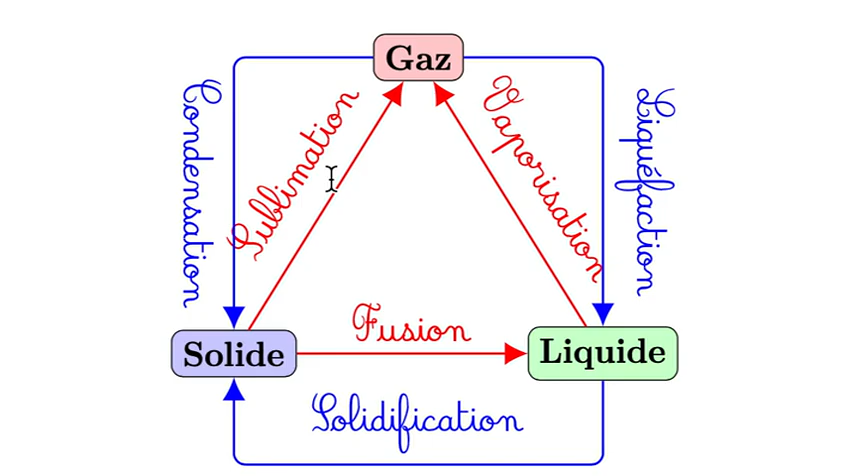 Gaz
Condensation
Sublimation
Vaporisation
Liquéfaction
Fusion
Solide
Liquide
Solidification